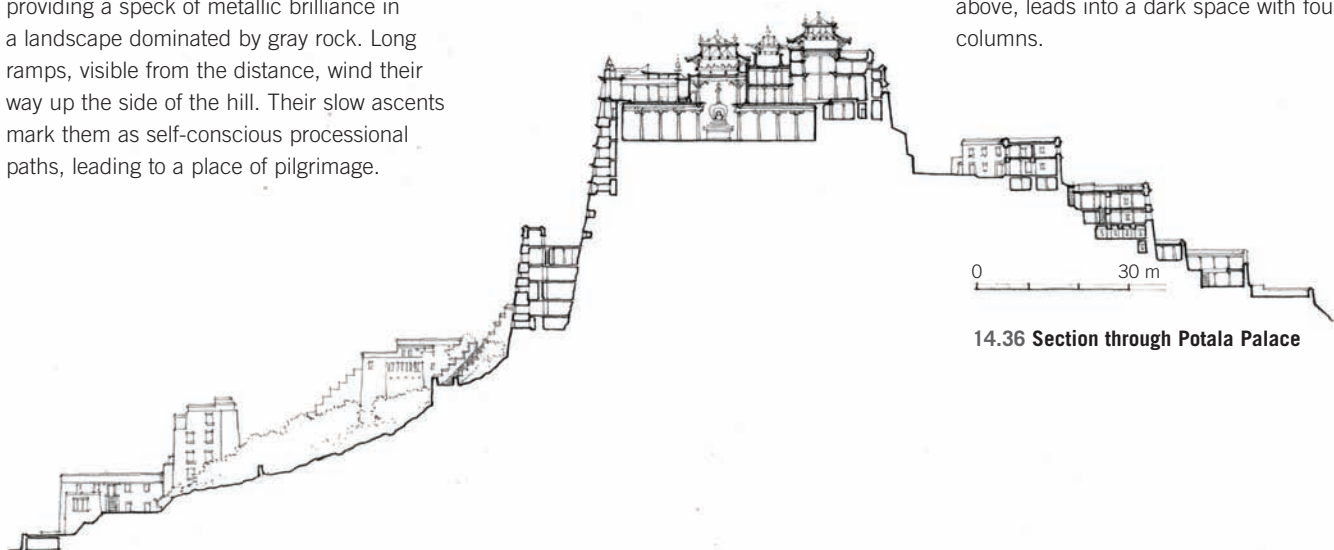 providing a speck of metallic brilliance in
a landscape dominated by gray rock. Long
ramps, visible from the distance, wind their
way up the side of the hill. Their slow ascents
mark them as self-conscious processional
paths, leading to a place of pilgrimage.
above, leads into a dark space with fou
columns.
0 30 m
14.36 Section through Potala Palace